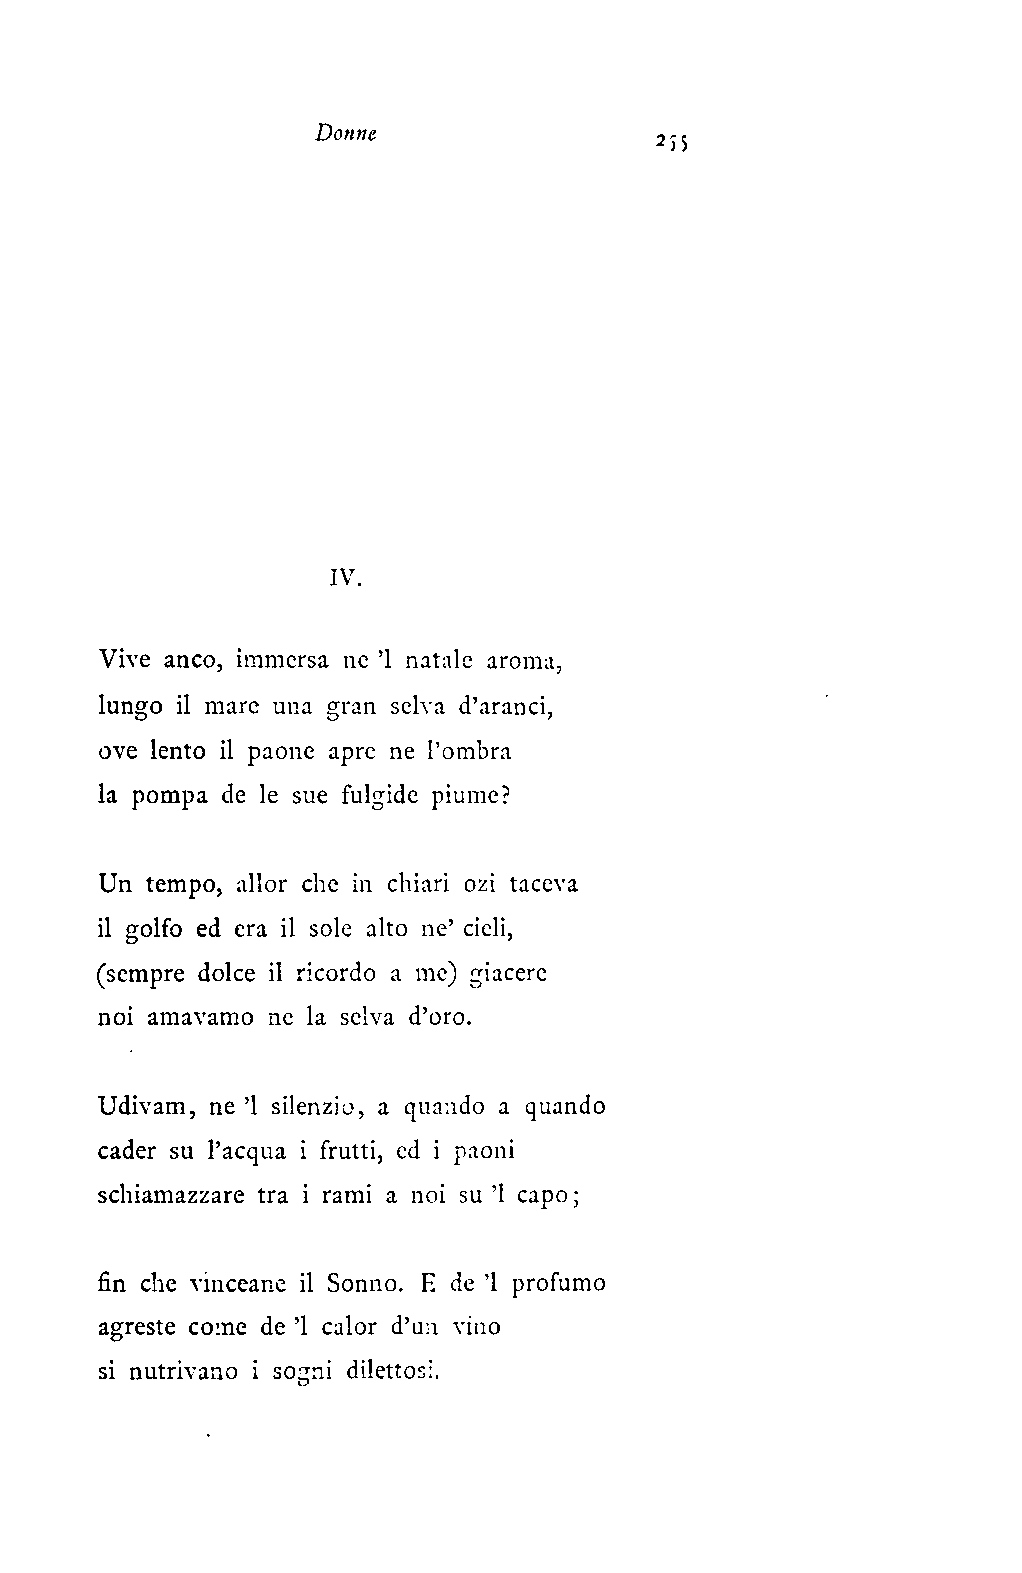 Donne 255
IV.
Vive anco, immersa ne 'l natale aroma,
lungo il mare una gran selva d'aranci,
ove lento il paone apre ne l'ombra
la pompa de le sue fulgide piume?
Un tempo, allor che in chiari ozi taceva
il golfo ed era il sole alto ne' cieli,
(sempre dolce il ricordo a me) giacere
noi amavamo ne la selva d'oro.
Udivam, ne 'l silenzio, a quando a quando
cader su l'acqua i frutti, ed i paoni
schiamazzare tra i rami a noi su 'l capo;
fin che vinceane il Sonno. E de 'l profumo
agreste come de 'l calor d'un vino
si nutrivano i sogni dilettosi.